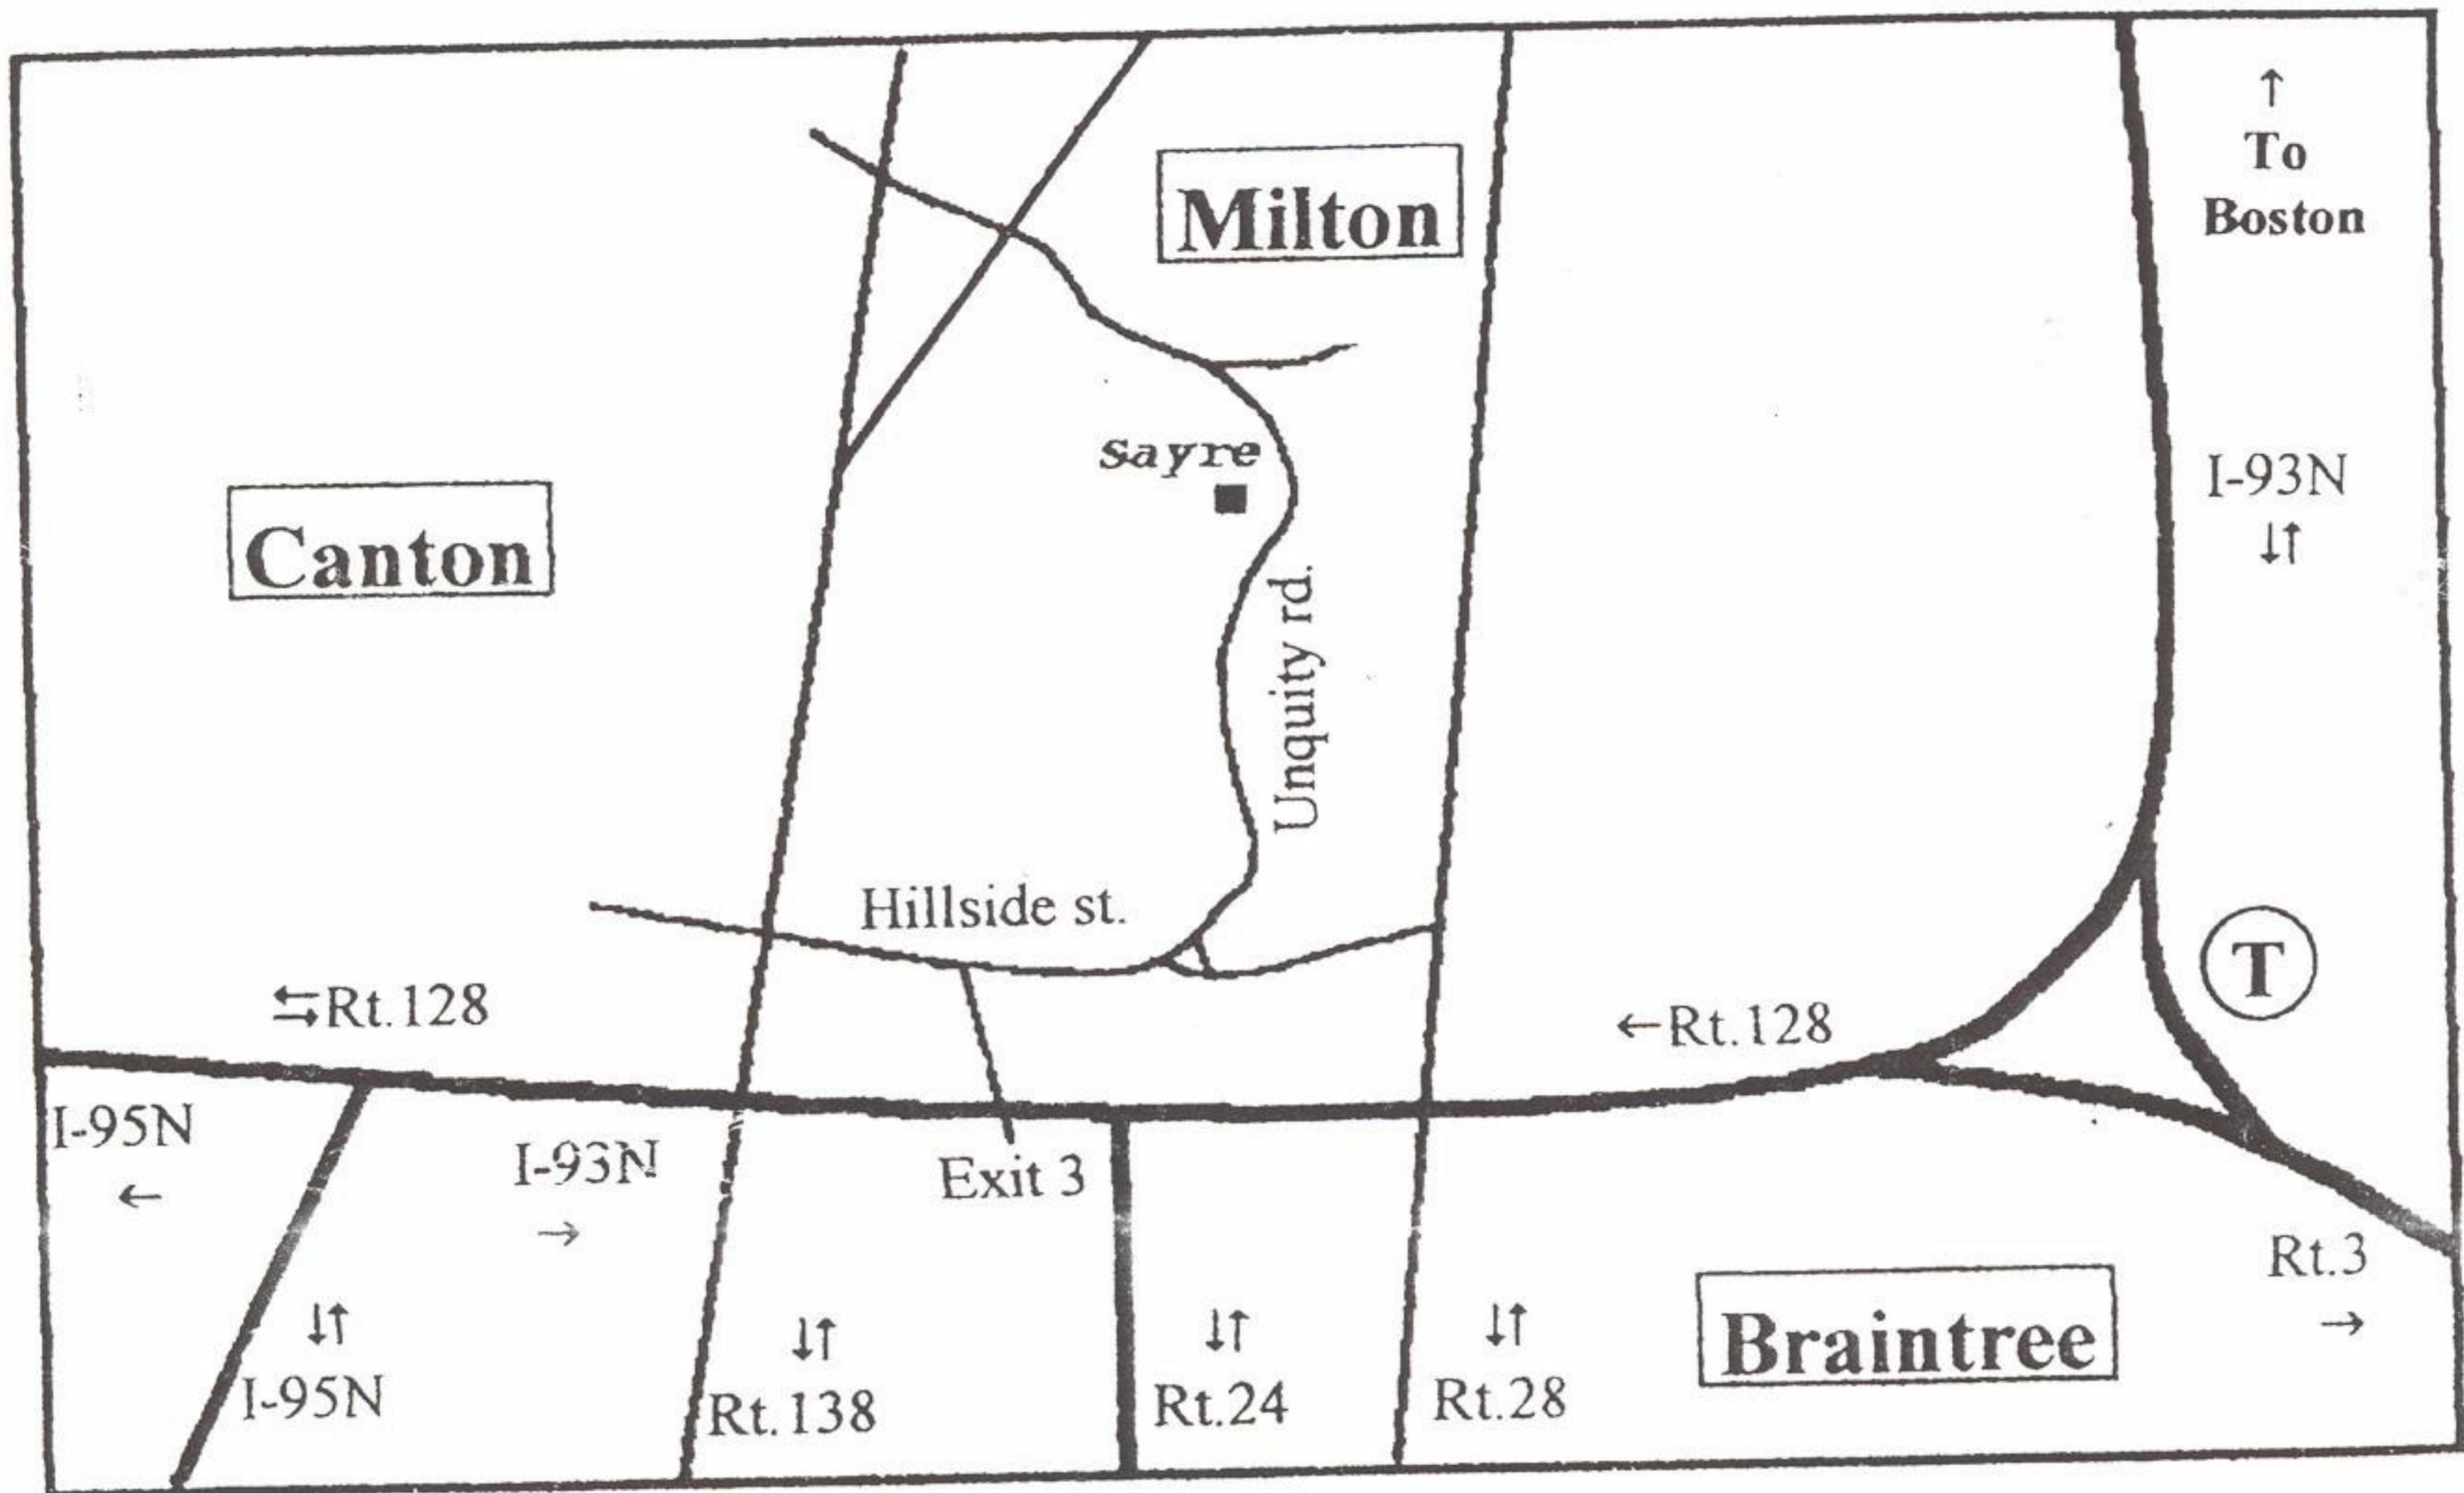 ↑
To
Boston
Milton
sayre
I-93N
↓↑
Canton
Unquity rd.
Hillside st.
T
⇆Rt.128
←Rt.128
I-95N
←
I-93N
→
Exit 3
Rt.3
→
↓↑
I-95N
↓↑
Rt.138
↓↑
Rt.24
↓↑
Rt.28
Braintree